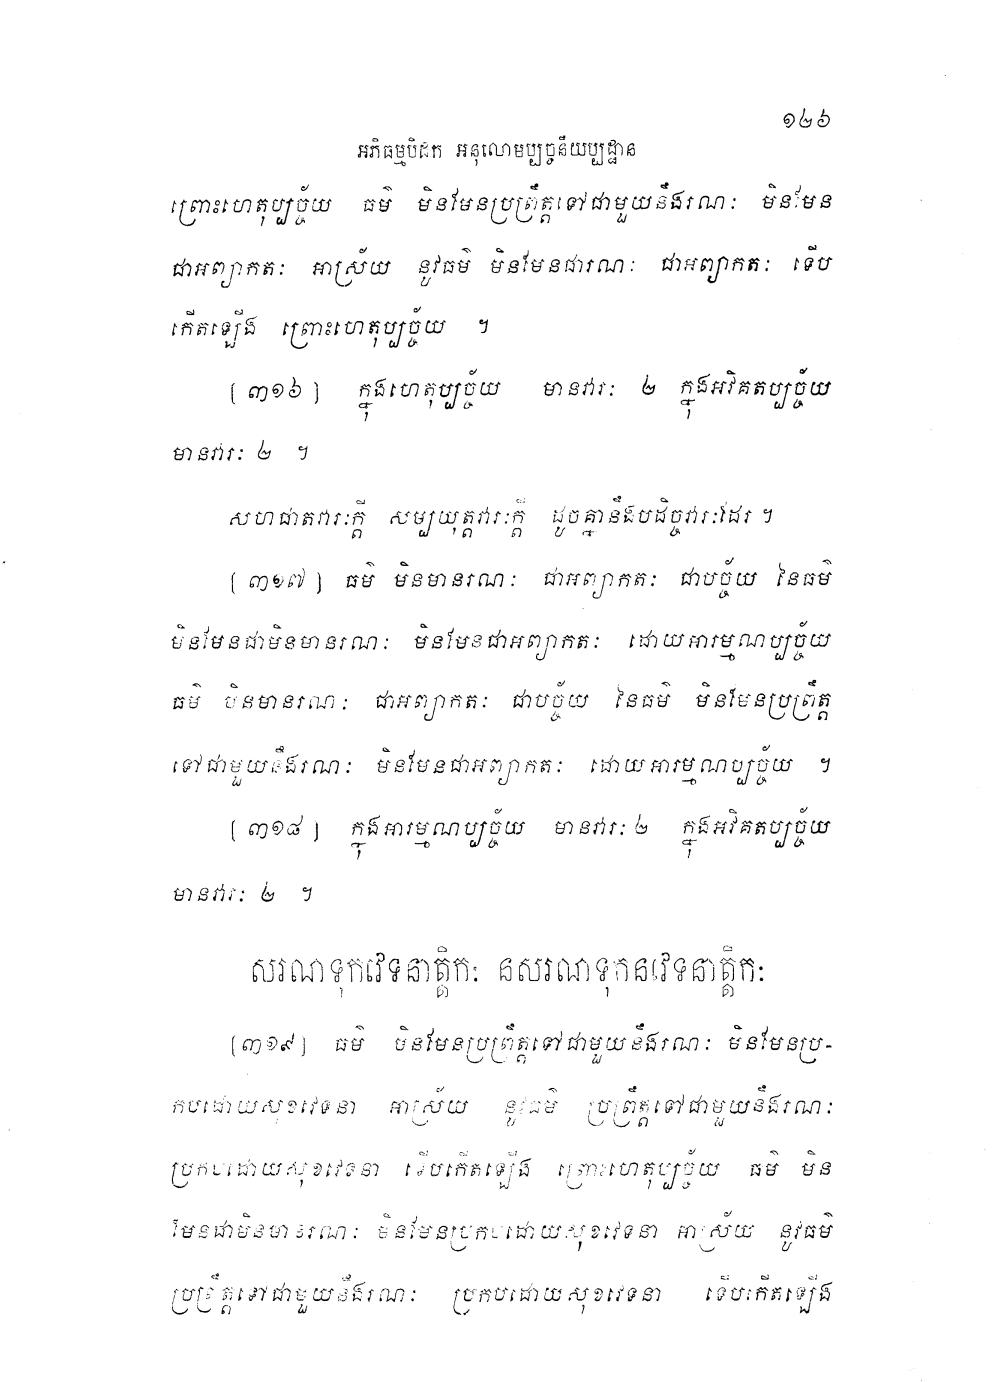 ១២៦
អភិធម្មបិដក អនុលោមប្បច្ចនីយប្បដ្ឋាន
ព្រោះហេតុប្បច្ច័យ ធម៌ មិនមែនប្រព្រឹត្តទៅជាមួយនឹងរណៈ មិនមែន
ជាអព្យាកតៈ អាស្រ័យ នូវធម៌ មិនមែនជារណៈ ជាអព្យាកតៈ ទើប
កើតឡើង ព្រោះហេតុប្បច្ច័យ ។
[៣១៦] ក្នុងហេតុប្បច្ច័យ មានវារៈ ២ ក្នុងអវិគតប្បច្ច័យ
មានវារៈ ២ ។
សហជាតវារៈក្តី សម្បយុត្តវារៈក្តី ដូចគ្នានឹងបដិច្ចវារៈដែរ ។
[៣១៧] ធម៌ មិនមានរណៈ ជាអព្យាកតៈ ជាបច្ច័យ នៃធម៌
មិនមែនជាមិនមានរណៈ មិនមែនជាអព្យាកតៈ ដោយអារម្មណប្បច្ច័យ
ធម៌ មិនមានរណៈ ជាអព្យាកតៈ ជាបច្ច័យ នៃធម៌ មិនមែនប្រព្រឹត្ត
ទៅជាមួយនឹងរណៈ មិនមែនជាអព្យាកតៈ ដោយអារម្មណប្បច្ច័យ ។
[៣១៨] ក្នុងអារម្មណប្បច្ច័យ មានវារៈ ២ ក្នុងអវិគតប្បច្ច័យ
មានវារៈ ២ ។
សរណទុកវេទនាត្តិកៈ នសរណទុកនវេទនាត្តិកៈ
[៣១៩] ធម៌ មិនមែនប្រព្រឹត្តទៅជាមួយនឹងរណៈ មិនមែនប្រ-
កបដោយសុខវេទនា អាស្រ័យ នូវធម៌ ប្រព្រឹត្តទៅជាមួយនឹងរណៈ
ប្រកបដោយសុខវេទនា ទើបកើតឡើង ព្រោះហេតុប្បច្ច័យ ធម៌ មិន
មែនជាមិនមានរណៈ មិនមែនប្រកបដោយសុខវេទនា អាស្រ័យ នូវធម៌
ប្រព្រឹត្តទៅជាមួយនឹងរណៈ ប្រកបដោយសុខវេទនា ទើបកើតឡើង